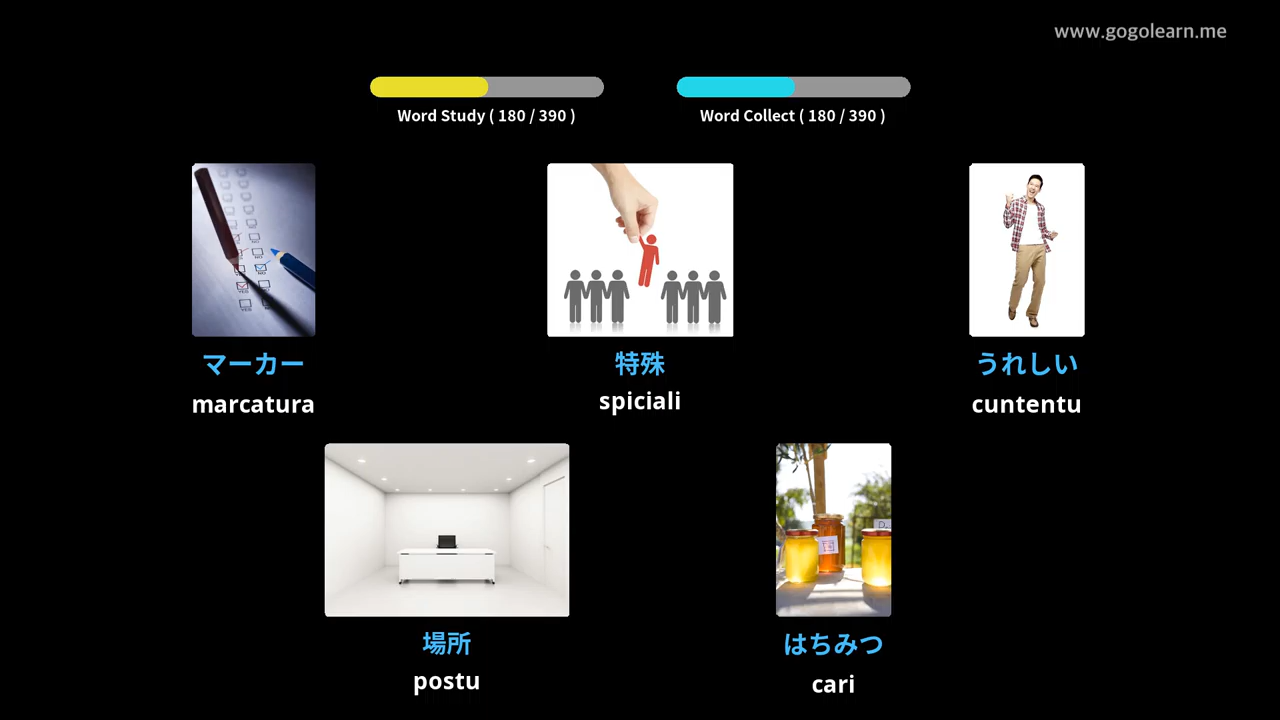 www.gogolearn.me
Word Study ( 180 / 390 )
Word Collect ( 180 / 390 )
マーカー
marcatura
特殊
spiciali
うれしい
cuntentu
場所
postu
はちみつ
cari